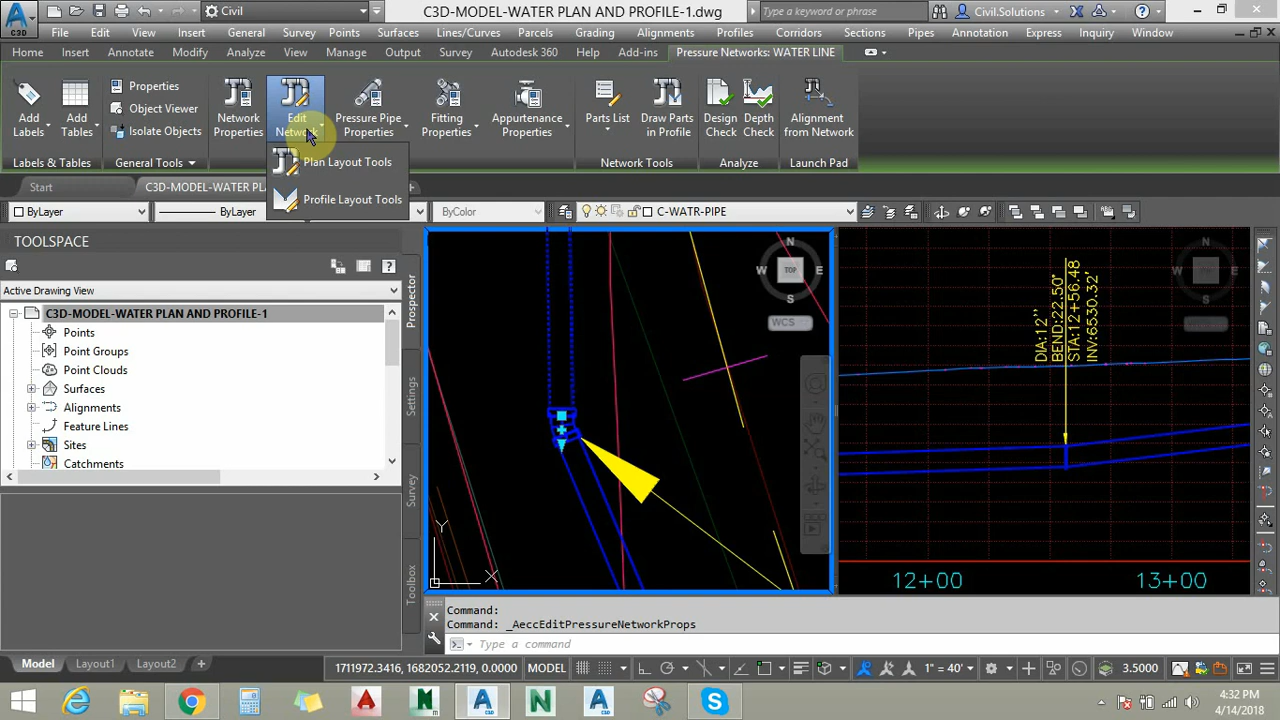 Civil
C3D-MODEL-WATER PLAN AND PROFILE-1.dwg
Type a keyword or phrase
Civil.Solutions
C3D
File Edit View Insert General Survey Points Surfaces Lines/Curves Parcels Grading Alignments Profiles Corridors Sections Pipes Annotation Express Inquiry Window
Home Insert Annotate Modify Analyze View Manage Output Survey Autodesk 360 Help Add-ins Pressure Networks: WATER LINE
Add Labels
Add Tables
Properties
Object Viewer
Isolate Objects
Network Properties
Edit Network
Pressure Pipe Properties
Fitting Properties
Appurtenance Properties
Parts List
Draw Parts in Profile
Design Check
Depth Check
Alignment from Network
Labels & Tables
General Tools
Network Tools
Analyze
Launch Pad
Plan Layout Tools
Profile Layout Tools
Start
C3D-MODEL-WATER PLA
ByLayer
ByLayer
ByColor
C-WATR-PIPE
TOOLSPACE
Active Drawing View
C3D-MODEL-WATER PLAN AND PROFILE-1
Points
Point Groups
Point Clouds
Surfaces
Alignments
Feature Lines
Sites
Catchments
Prospector
Settings
Survey
Toolbox
N
W
TOP
E
S
WCS
Y
X
N
W
TOP
E
S
DIA:12"
BEND:22.50°
STA:12+56.48
INV:6530.32'
12+00
13+00
Command:
Command: _AeccEditPressureNetworkProps
Type a command
Model
Layout1
Layout2
1711972.3416, 1682052.2119, 0.0000
MODEL
1" = 40'
3.5000
4:32 PM
4/14/2018